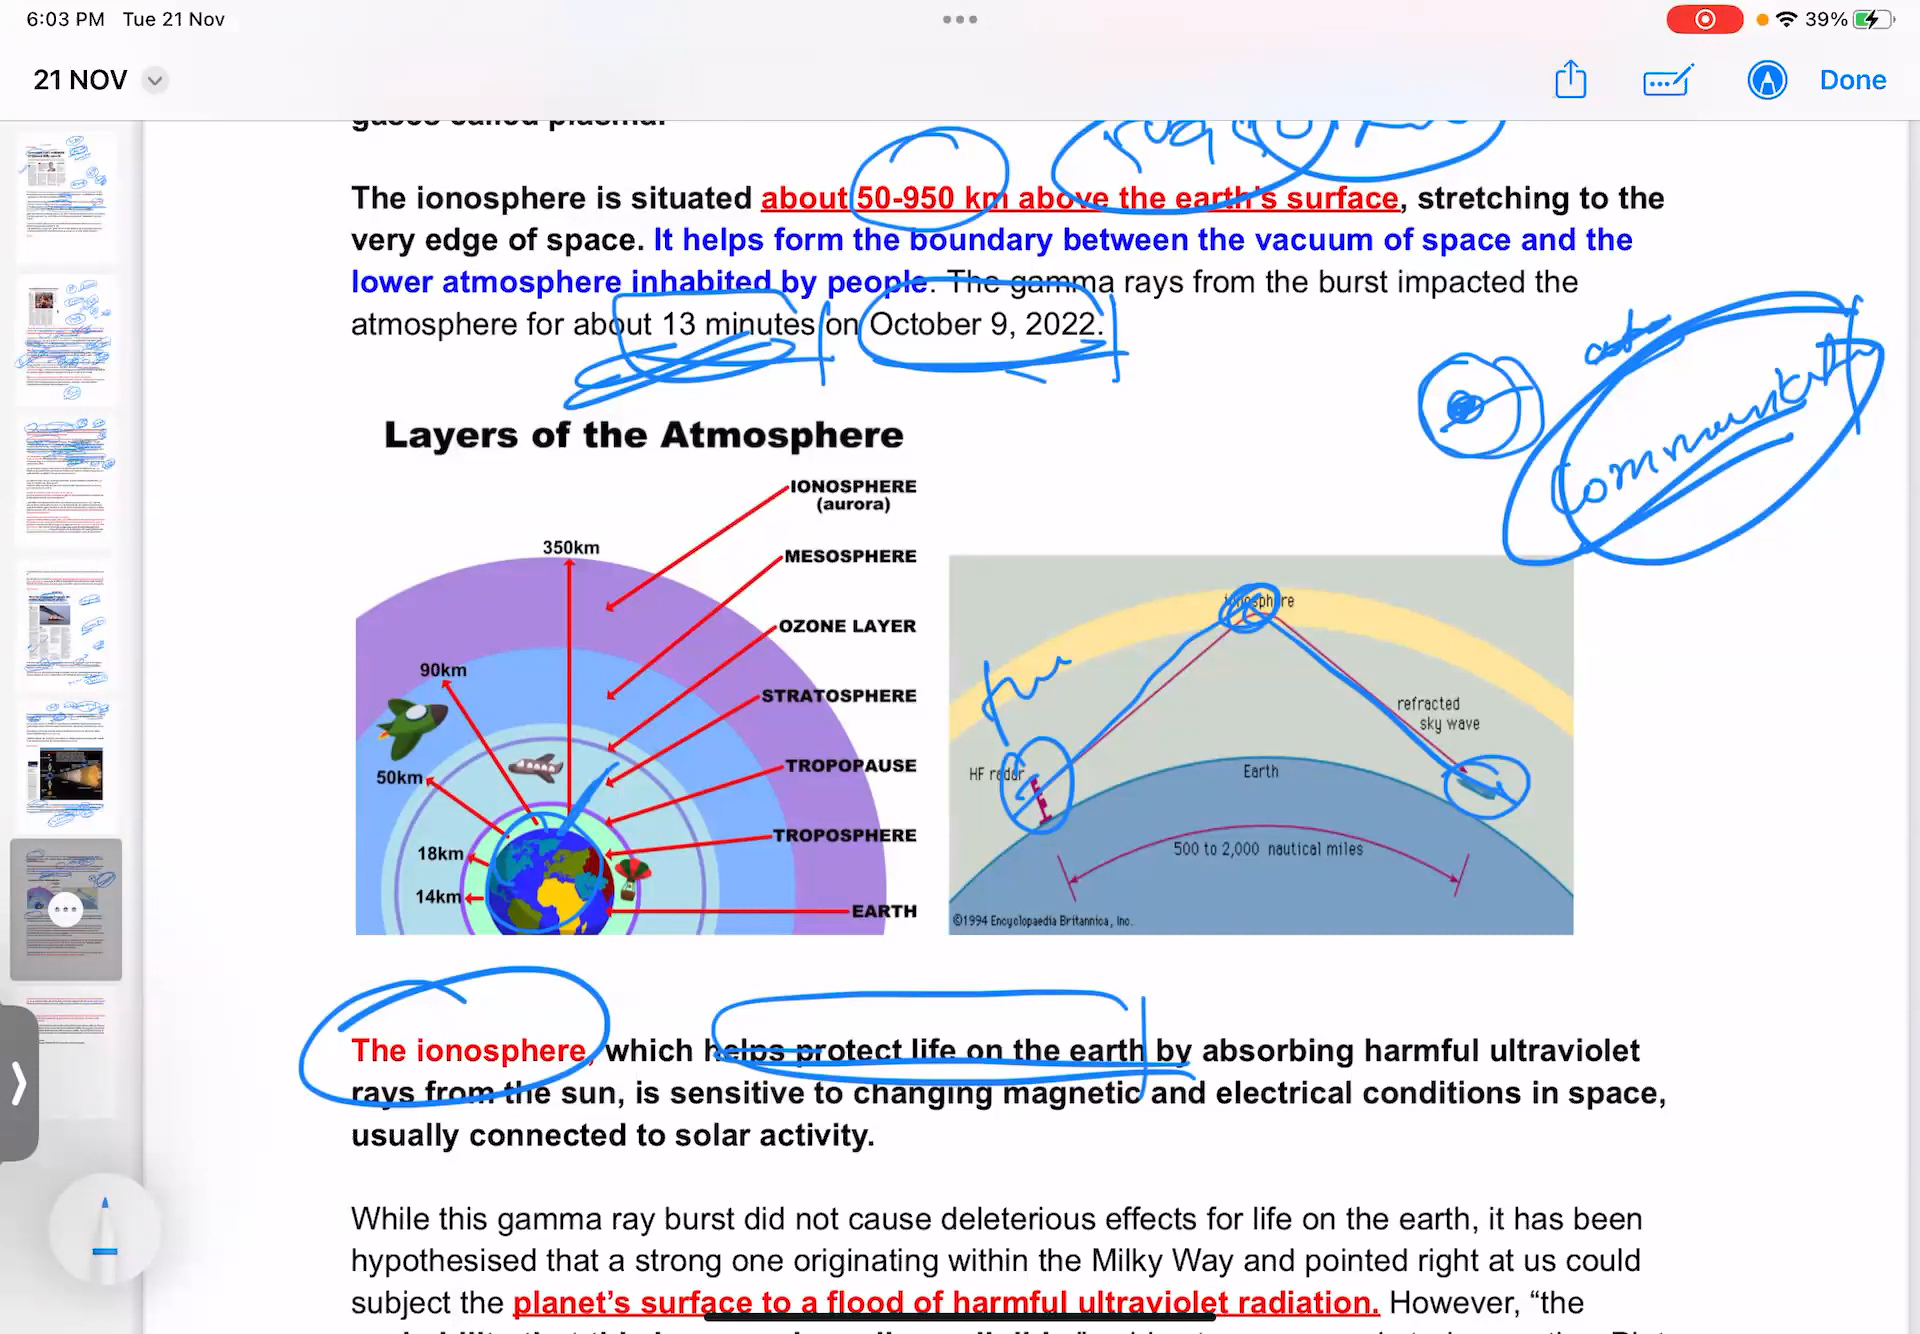 6:03 PM Tue 21 Nov
39%
21 NOV
Done
gases called plasma.
The ionosphere is situated about 50-950 km above the earth's surface, stretching to the
very edge of space. It helps form the boundary between the vacuum of space and the
lower atmosphere inhabited by people. The gamma rays from the burst impacted the
atmosphere for about 13 minutes on October 9, 2022.
Layers of the Atmosphere
IONOSPHERE
(aurora)
350km
MESOSPHERE
OZONE LAYER
90km
STRATOSPHERE
50km
TROPOPAUSE
TROPOSPHERE
18km
14km
EARTH
ionosphere
refracted
sky wave
HF radar
Earth
500 to 2,000 nautical miles
©1994 Encyclopaedia Britannica, Inc.
The ionosphere, which helps protect life on the earth by absorbing harmful ultraviolet
rays from the sun, is sensitive to changing magnetic and electrical conditions in space,
usually connected to solar activity.
While this gamma ray burst did not cause deleterious effects for life on the earth, it has been
hypothesised that a strong one originating within the Milky Way and pointed right at us could
subject the planet's surface to a flood of harmful ultraviolet radiation. However, “the